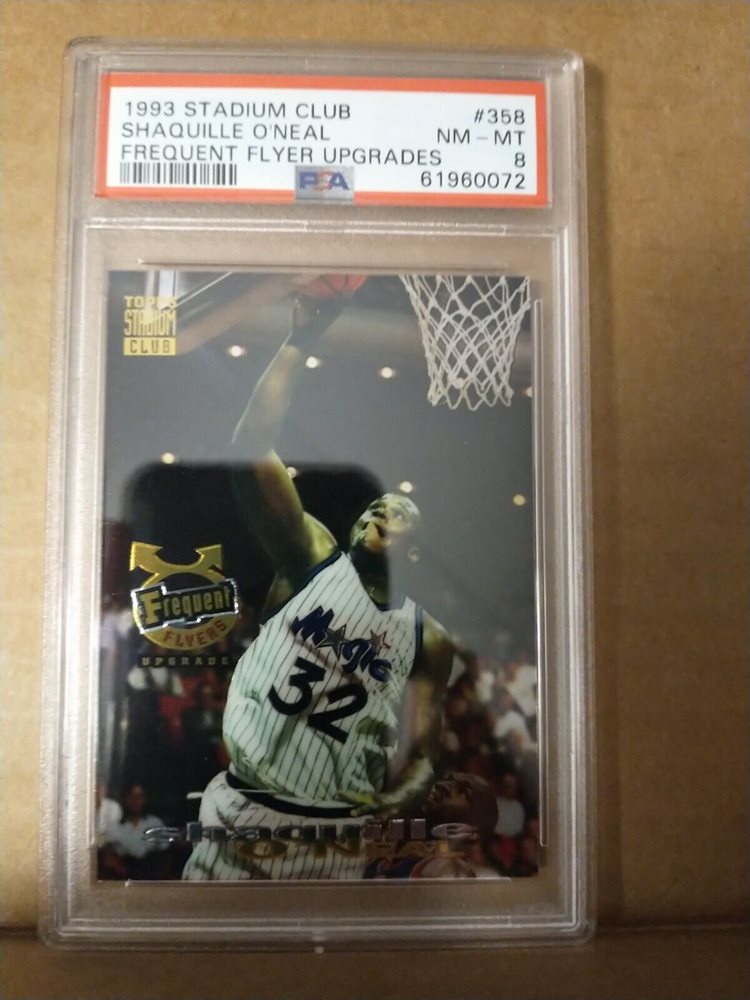 1993 STADIUM CLUB #358
SHAQUILLE O'NEAL NM - MT
FREQUENT FLYER UPGRADES 8
PSA 61960072
TOPPS
STADIUM
CLUB
Frequent
FLYERS
UPGRADE
Magic
32
shaquille
O'NEAL